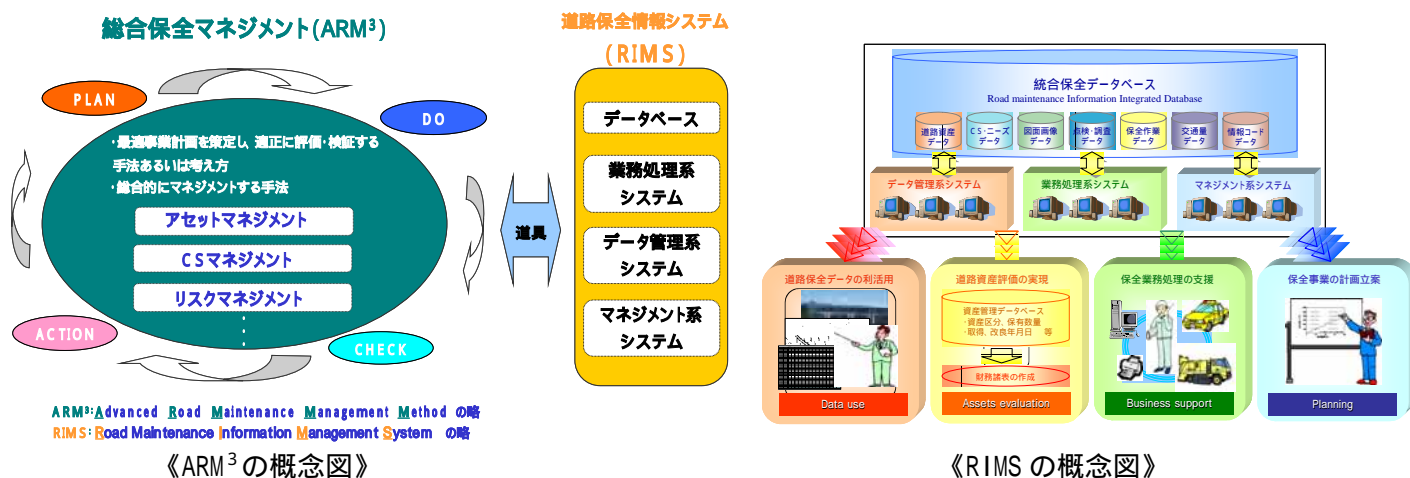 総合保全マネジメント(ARM³)
PLAN
DO
・最適事業計画を策定し、適正に評価・検証する
手法あるいは考え方
・総合的にマネジメントする手法
アセットマネジメント
CSマネジメント
リスクマネジメント
ACTION
CHECK
道具
道路保全情報システム
(RIMS)
データベース
業務処理系
システム
データ管理系
システム
マネジメント系
システム
ARM³:Advanced Road Maintenance Management Method の略
RIMS:Road Maintenance Information Management System の略
《ARM³の概念図》
統合保全データベース
Road maintenance Information Integrated Database
道路資産
データ
CS・ニーズ
データ
図面画像
データ
点検・調査
データ
保全作業
データ
交通量
データ
情報コード
データ
データ管理系システム
業務処理系システム
マネジメント系システム
道路保全データの利活用
Data use
道路資産評価の実現
資産管理データベース
・資産区分、保有数量
・取得、改良年月日 等
財務諸表の作成
Assets evaluation
保全業務処理の支援
Business support
保全事業の計画立案
Planning
《RIMSの概念図》